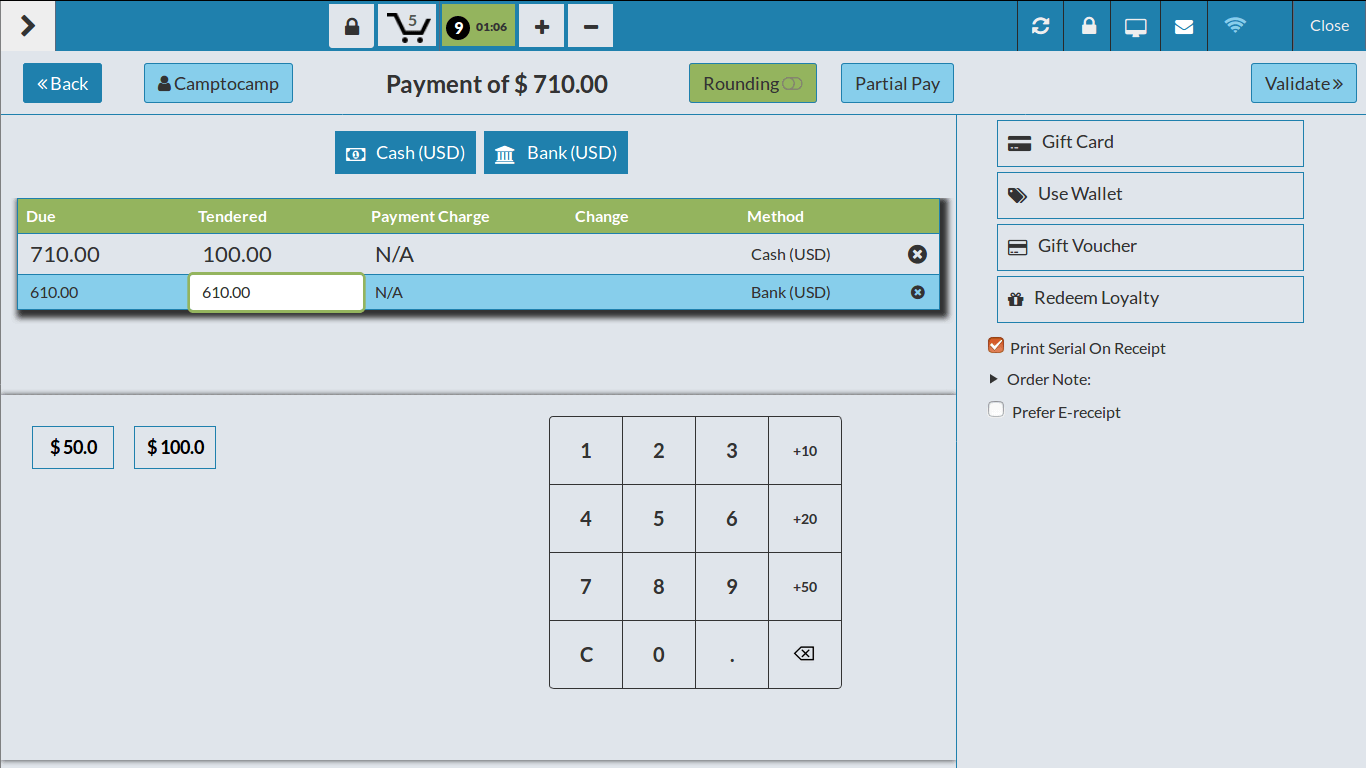 5
9 01:06
+
−
Close
Back
Camptocamp
Payment of $ 710.00
Rounding
Partial Pay
Validate
Cash (USD)
Bank (USD)
Due Tendered Payment Charge Change Method
710.00 100.00 N/A Cash (USD)
610.00 610.00 N/A Bank (USD)
Gift Card
Use Wallet
Gift Voucher
Redeem Loyalty
Print Serial On Receipt
Order Note:
Prefer E-receipt
$ 50.0
$ 100.0
1 2 3 +10
4 5 6 +20
7 8 9 +50
C 0 .